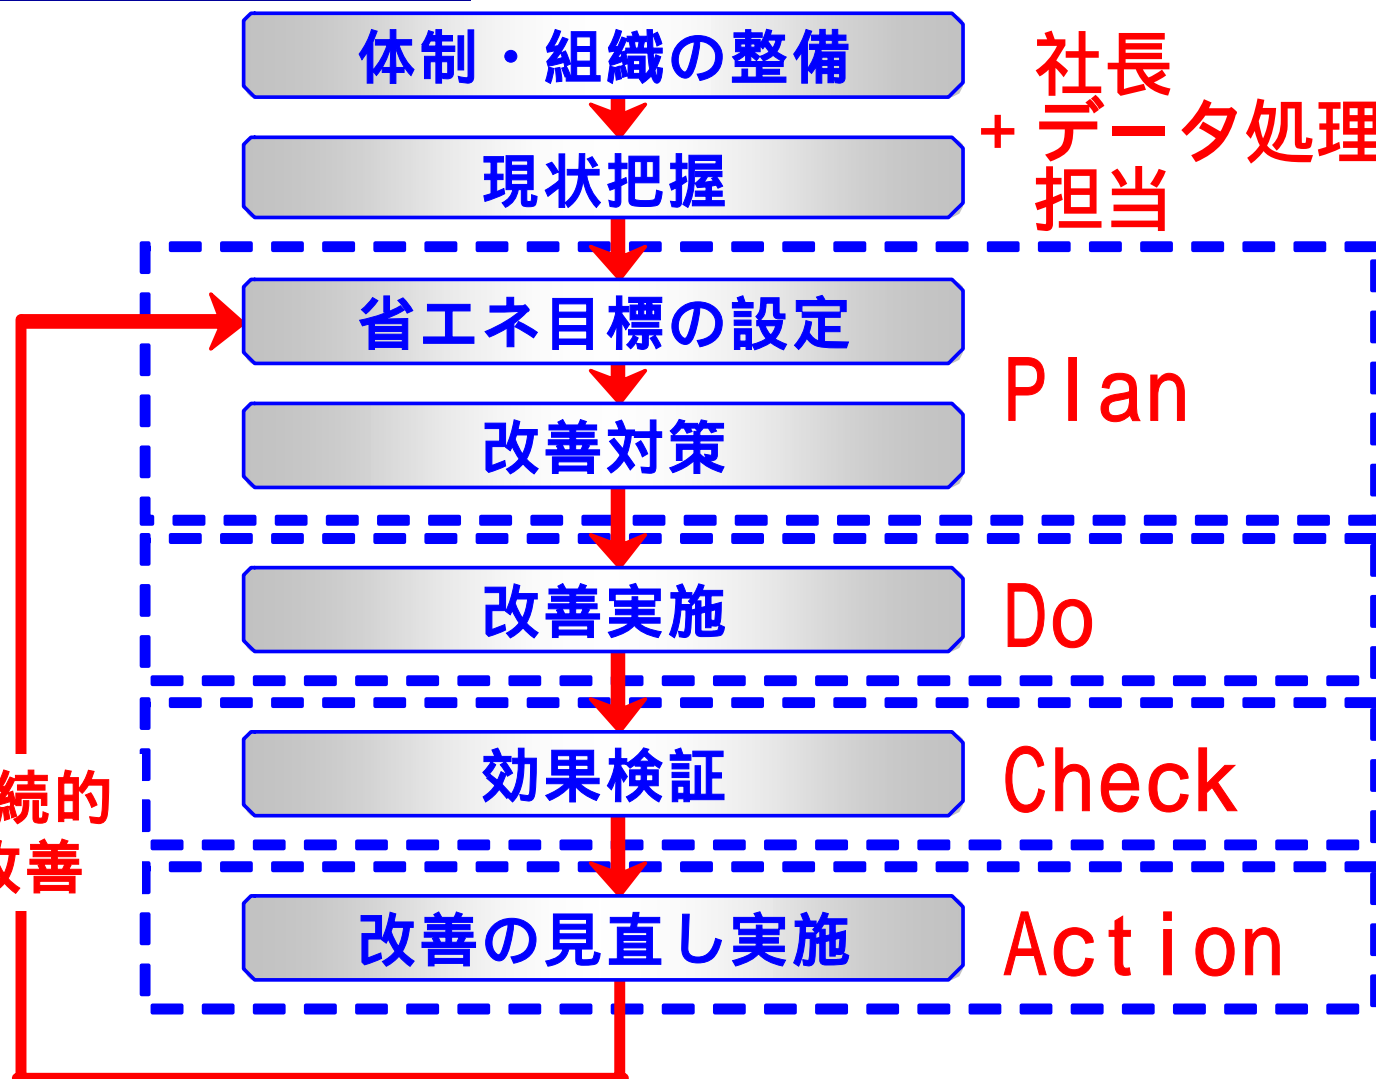 体制・組織の整備
社長
+ データ処理
担当
現状把握
省エネ目標の設定
改善対策
Plan
改善実施
Do
効果検証
Check
続的
改善
改善の見直し実施
Action